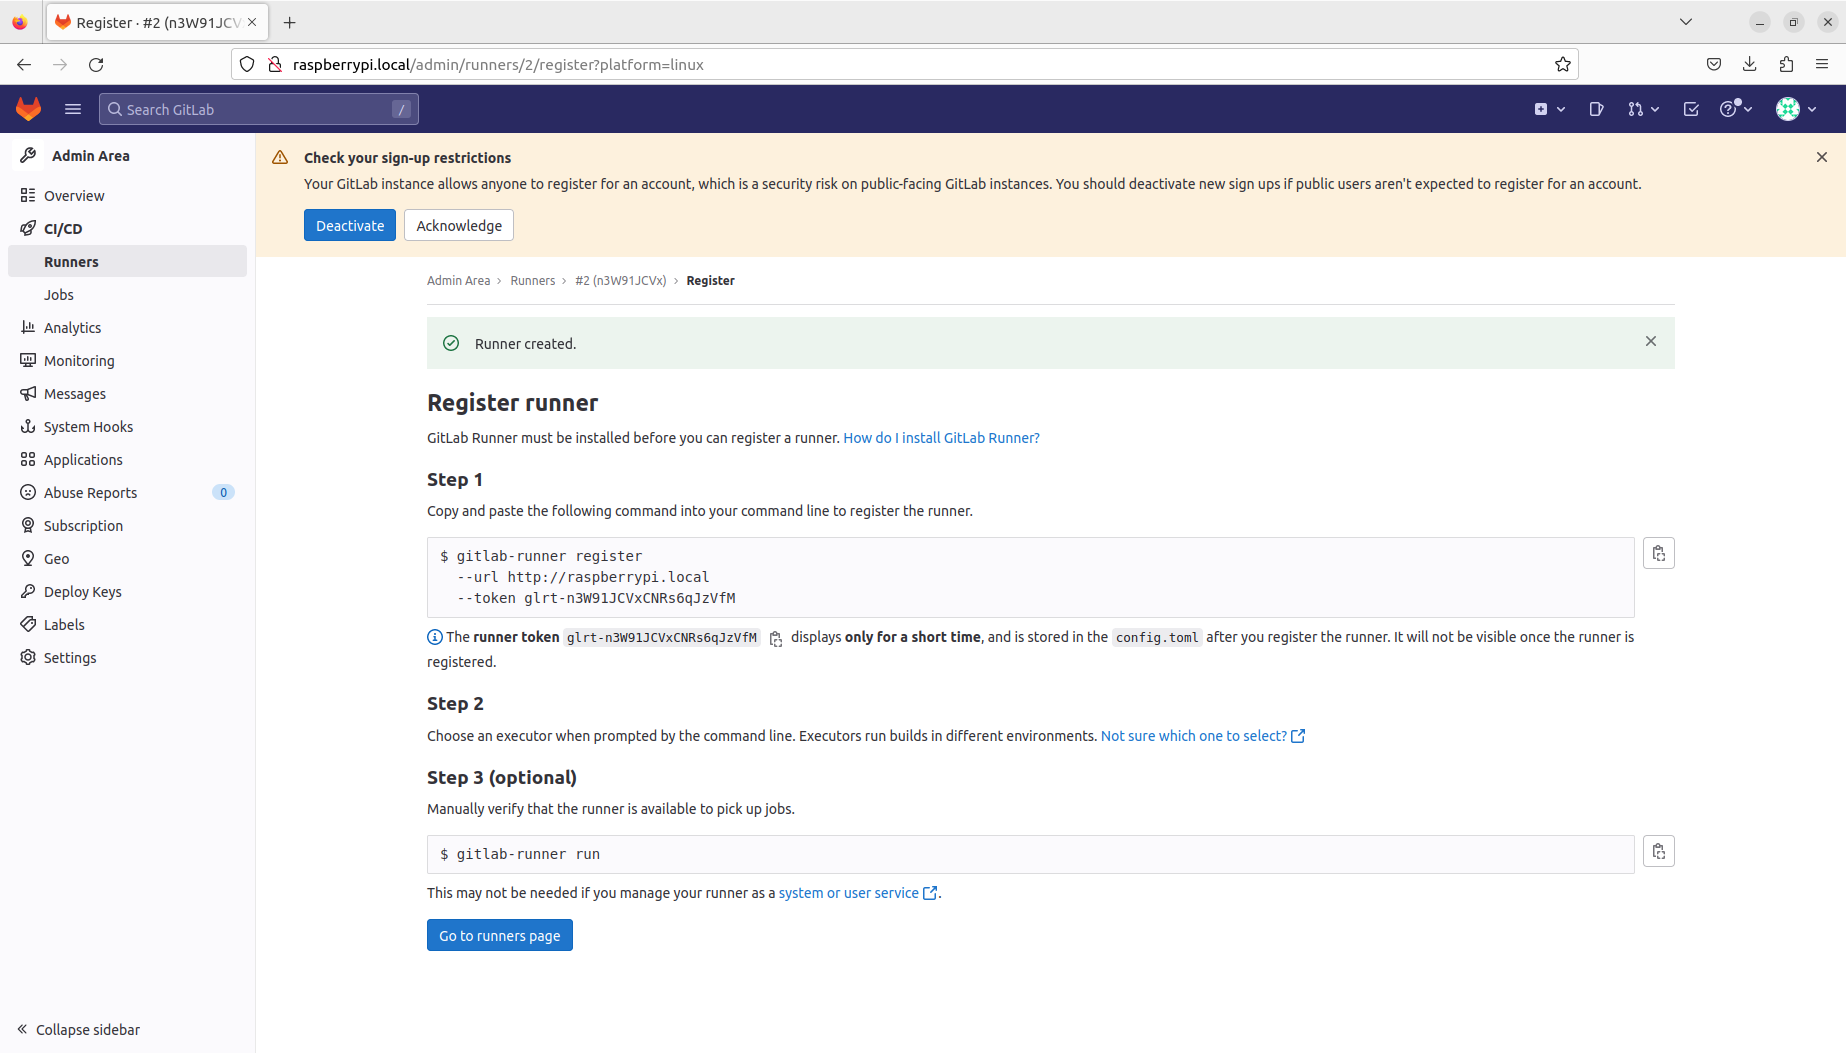 Register · #2 (n3W91JCV
raspberrypi.local/admin/runners/2/register?platform=linux
Search GitLab
/
Admin Area
Overview
CI/CD
Runners
Jobs
Analytics
Monitoring
Messages
System Hooks
Applications
Abuse Reports 0
Subscription
Geo
Deploy Keys
Labels
Settings
Collapse sidebar
Check your sign-up restrictions
Your GitLab instance allows anyone to register for an account, which is a security risk on public-facing GitLab instances. You should deactivate new sign ups if public users aren't expected to register for an account.
Deactivate Acknowledge
Admin Area › Runners › #2 (n3W91JCVx) › Register
Runner created.
Register runner
GitLab Runner must be installed before you can register a runner. How do I install GitLab Runner?
Step 1
Copy and paste the following command into your command line to register the runner.
$ gitlab-runner register
--url http://raspberrypi.local
--token glrt-n3W91JCVxCNRs6qJzVfM
The runner token glrt-n3W91JCVxCNRs6qJzVfM displays only for a short time, and is stored in the config.toml after you register the runner. It will not be visible once the runner is
registered.
Step 2
Choose an executor when prompted by the command line. Executors run builds in different environments. Not sure which one to select?
Step 3 (optional)
Manually verify that the runner is available to pick up jobs.
$ gitlab-runner run
This may not be needed if you manage your runner as a system or user service.
Go to runners page